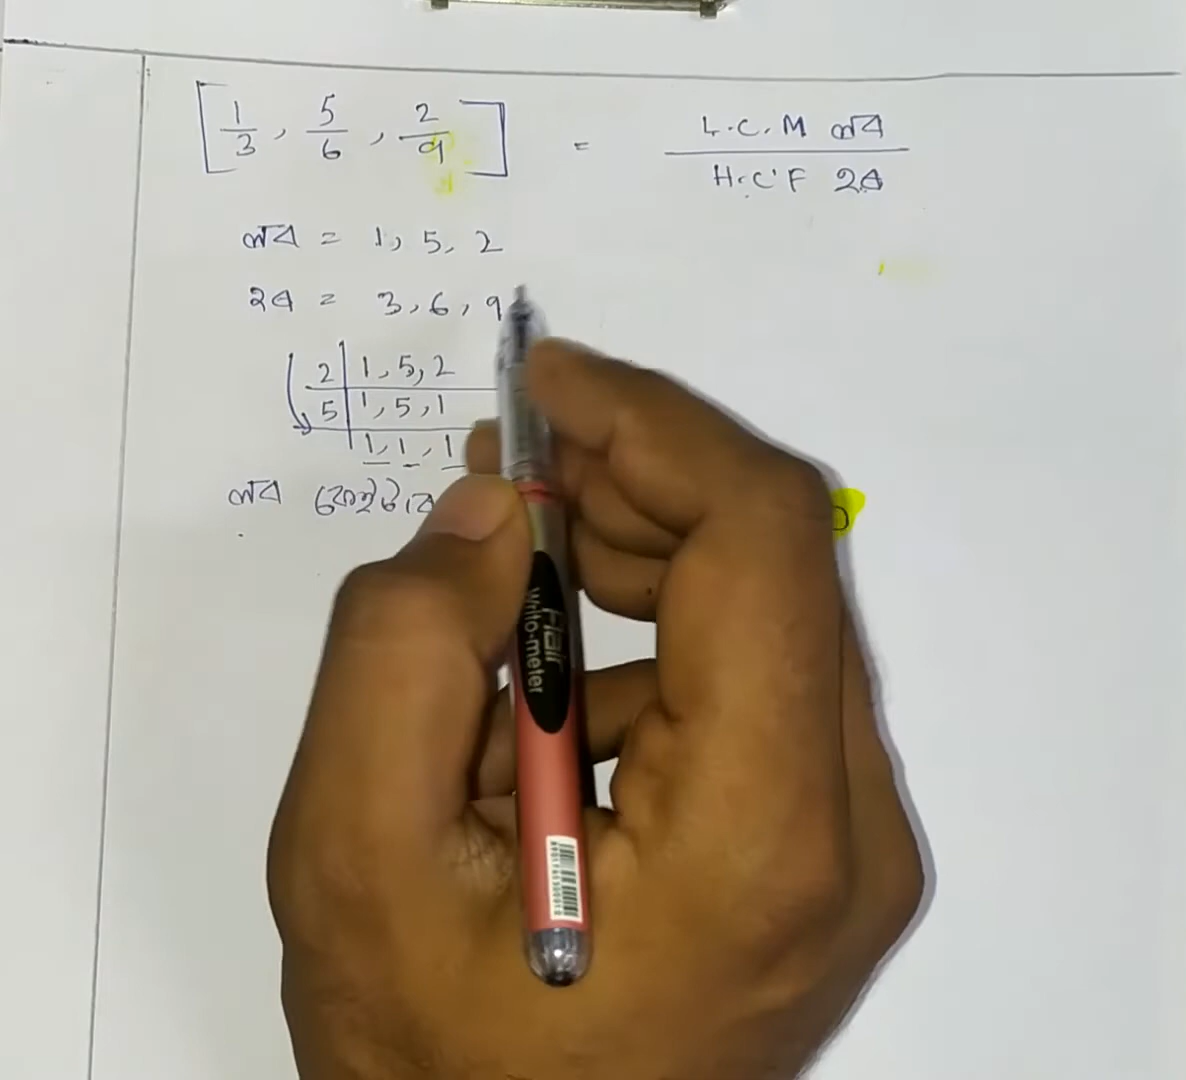 [1/3, 5/6, 2/9] = L.C.M লব / H.C.F হর
লব = 1, 5, 2
হর = 3, 6, 9
2 | 1, 5, 2
5 | 1, 5, 1
1, 1, 1
লব
Flair
Writo-meter